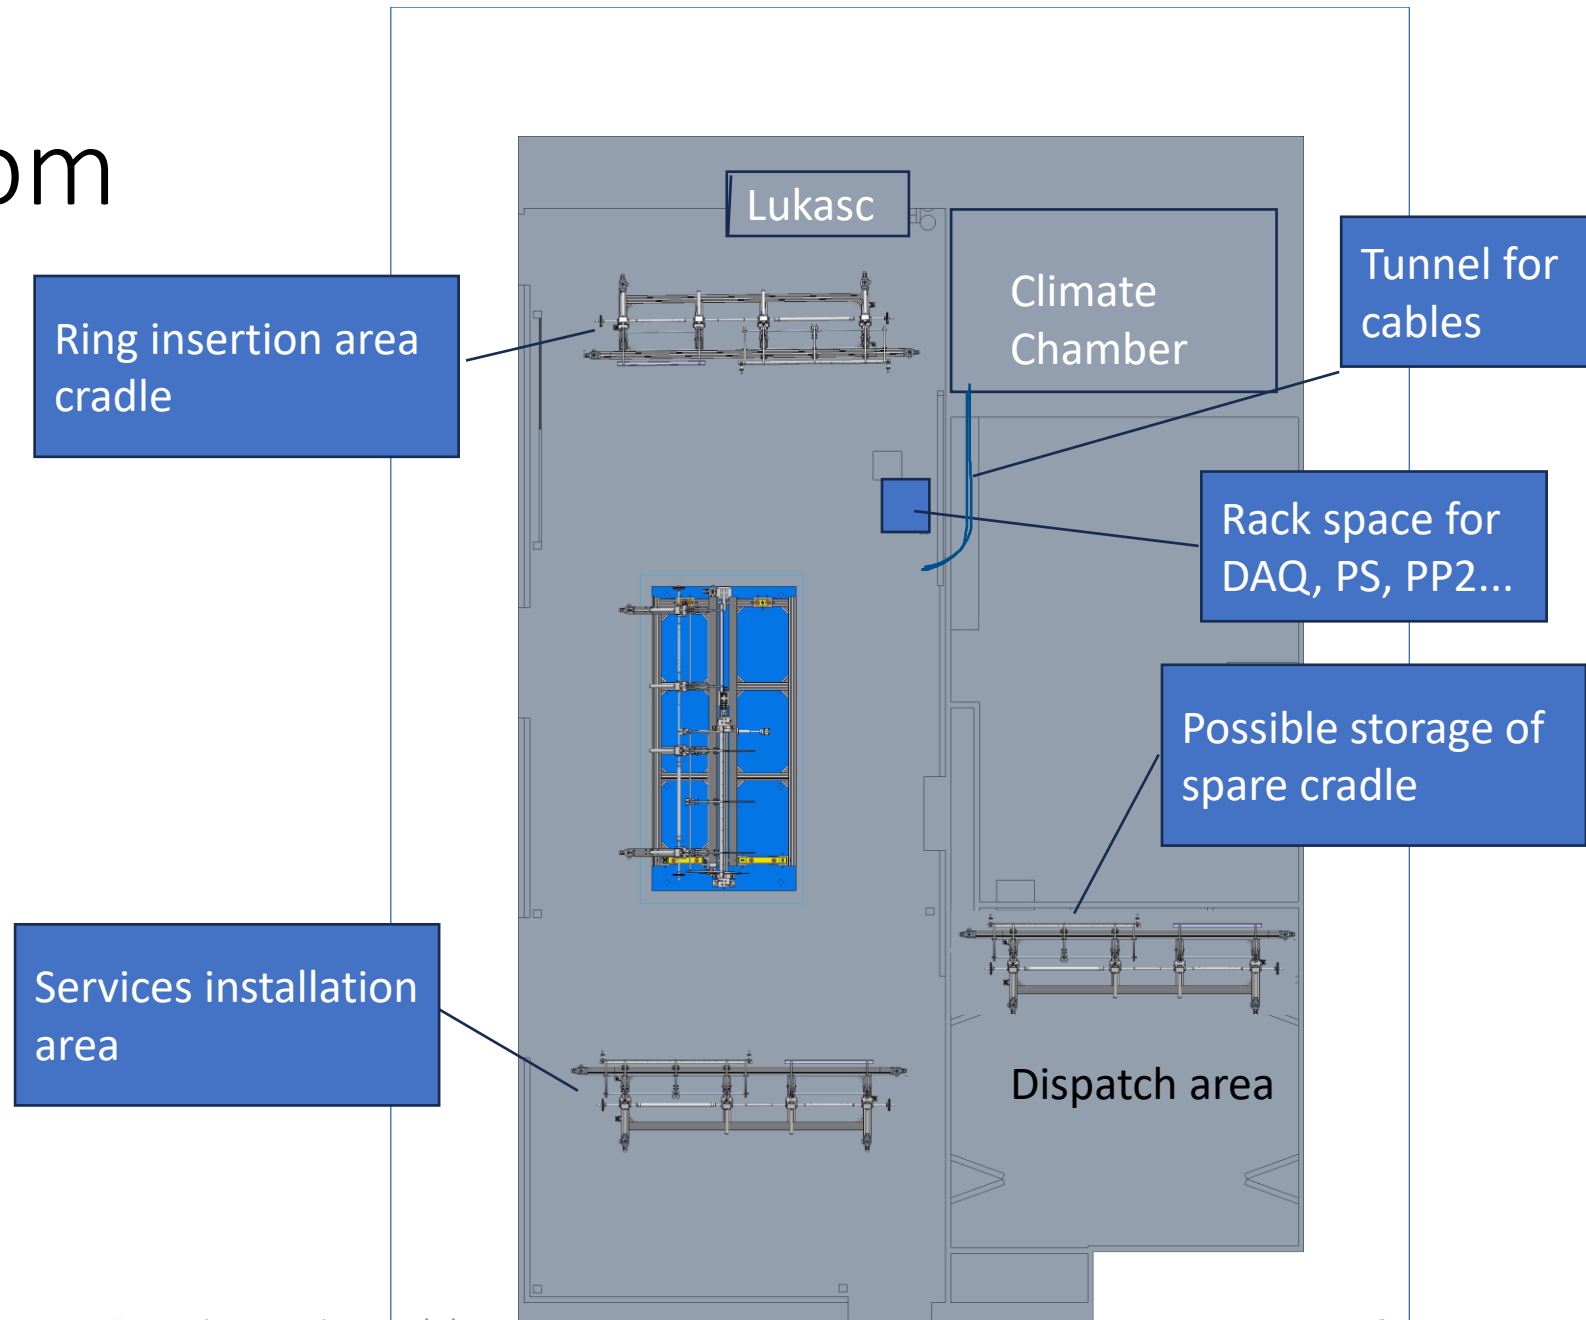 om
Lukasc
Ring insertion area
cradle
Climate
Chamber
Tunnel for
cables
Rack space for
DAQ, PS, PP2...
Possible storage of
spare cradle
Services installation
area
Dispatch area